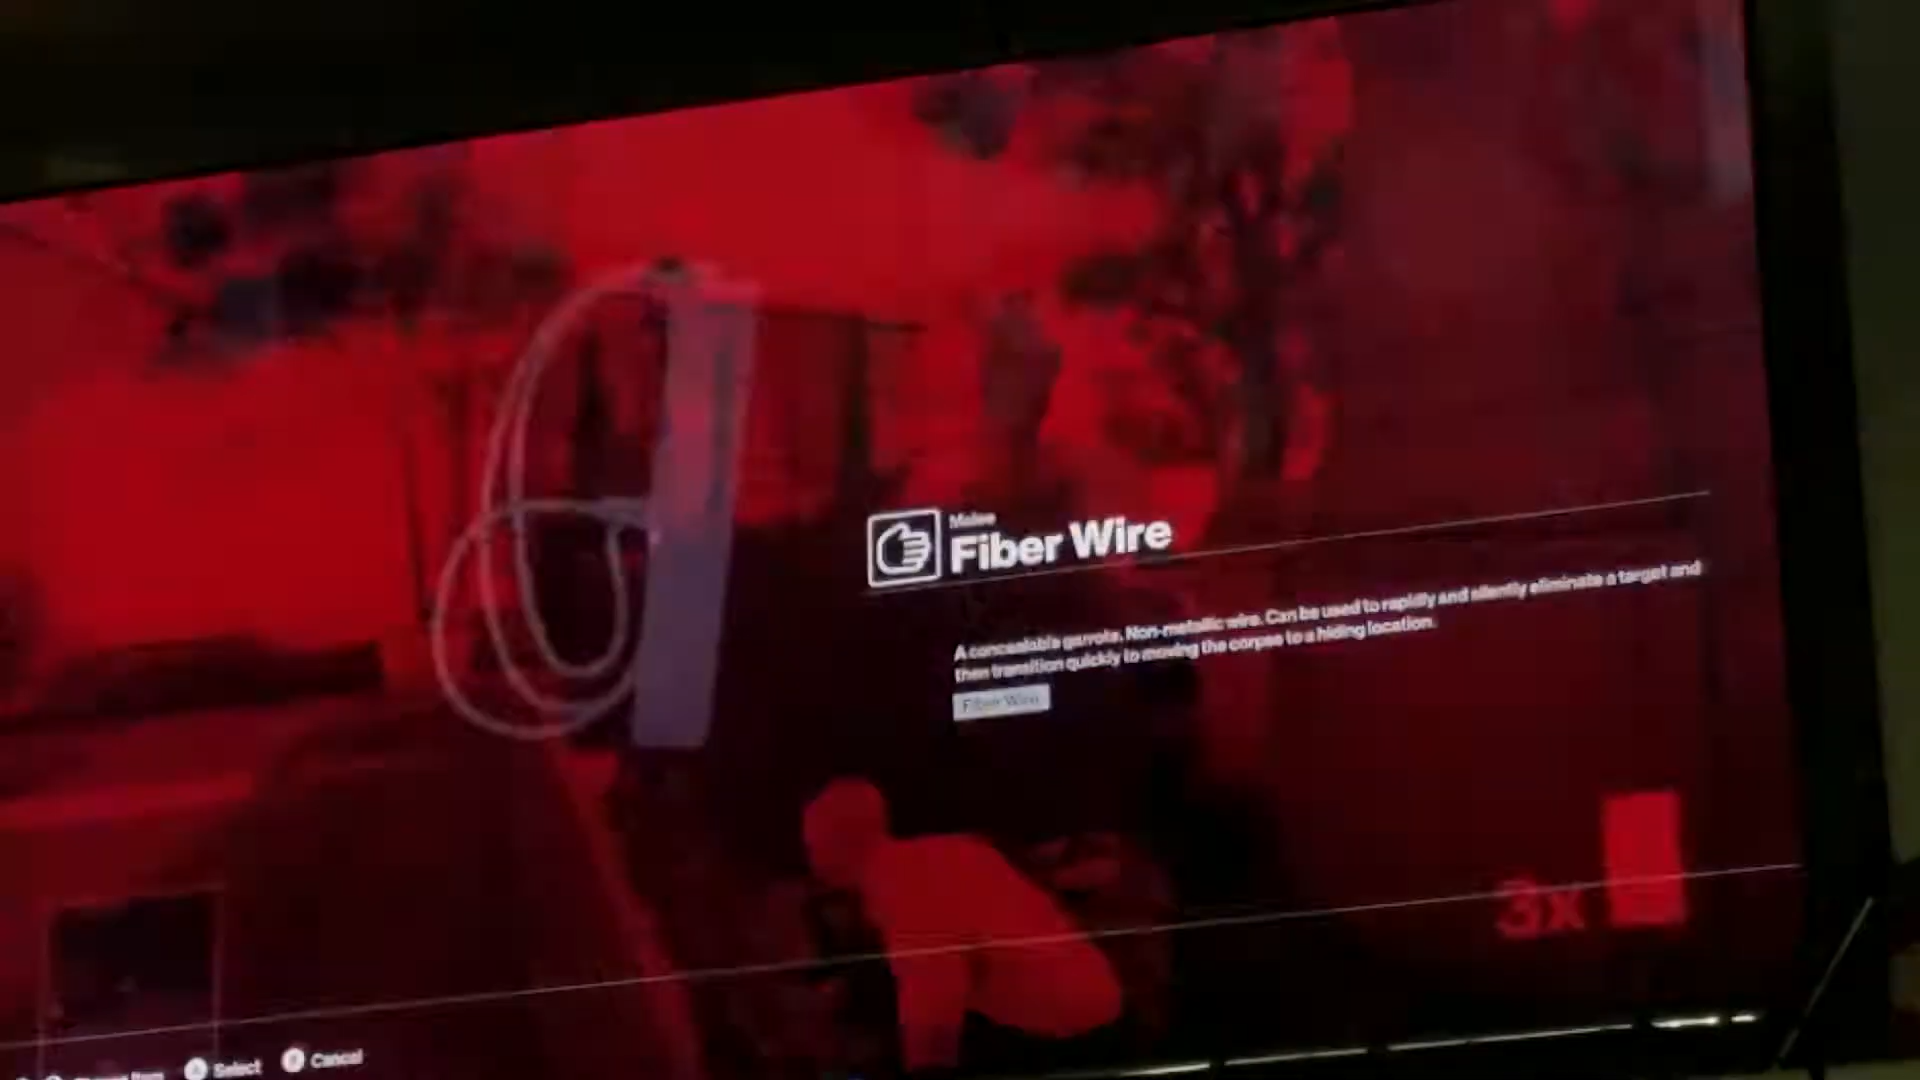 Melee
Fiber Wire
A concealable garrote. Non-metallic wire. Can be used to rapidly and silently eliminate a target and
then transition quickly to moving the corpse to a hiding location.
Fiber Wire
3x
Select Cancel